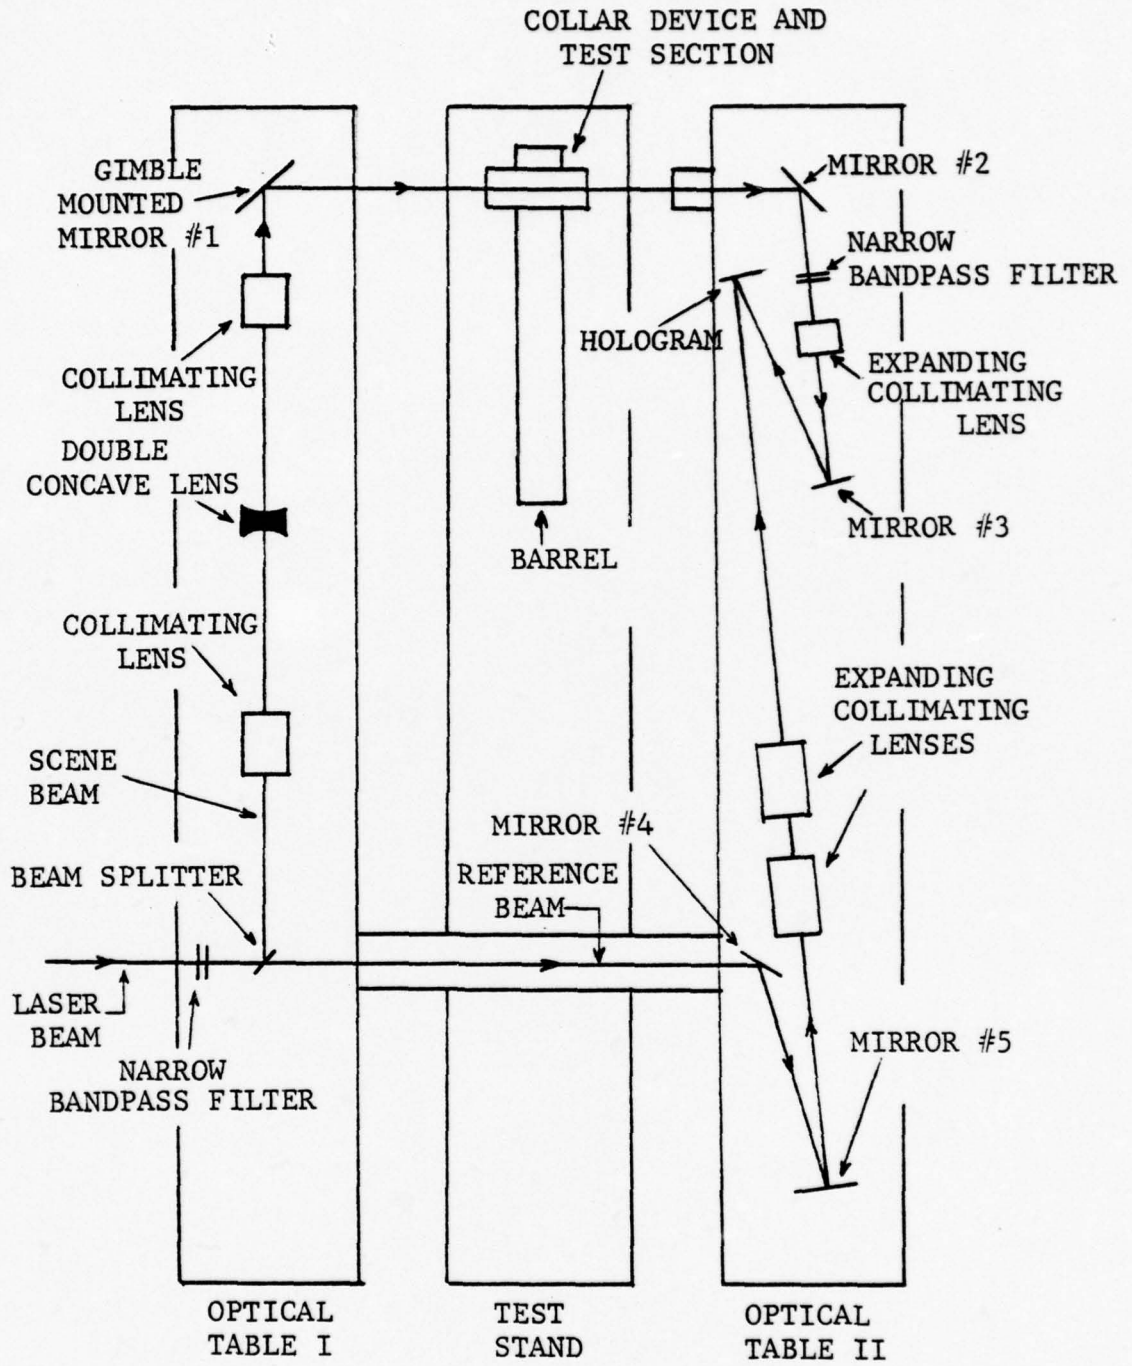 COLLAR DEVICE AND
TEST SECTION
GIMBLE
MOUNTED
MIRROR #1
MIRROR #2
NARROW
BANDPASS FILTER
HOLOGRAM
EXPANDING
COLLIMATING
LENS
COLLIMATING
LENS
DOUBLE
CONCAVE LENS
MIRROR #3
BARREL
COLLIMATING
LENS
EXPANDING
COLLIMATING
LENSES
SCENE
BEAM
MIRROR #4
BEAM SPLITTER
REFERENCE
BEAM
LASER
BEAM
NARROW
BANDPASS FILTER
MIRROR #5
OPTICAL
TABLE I
TEST
STAND
OPTICAL
TABLE II